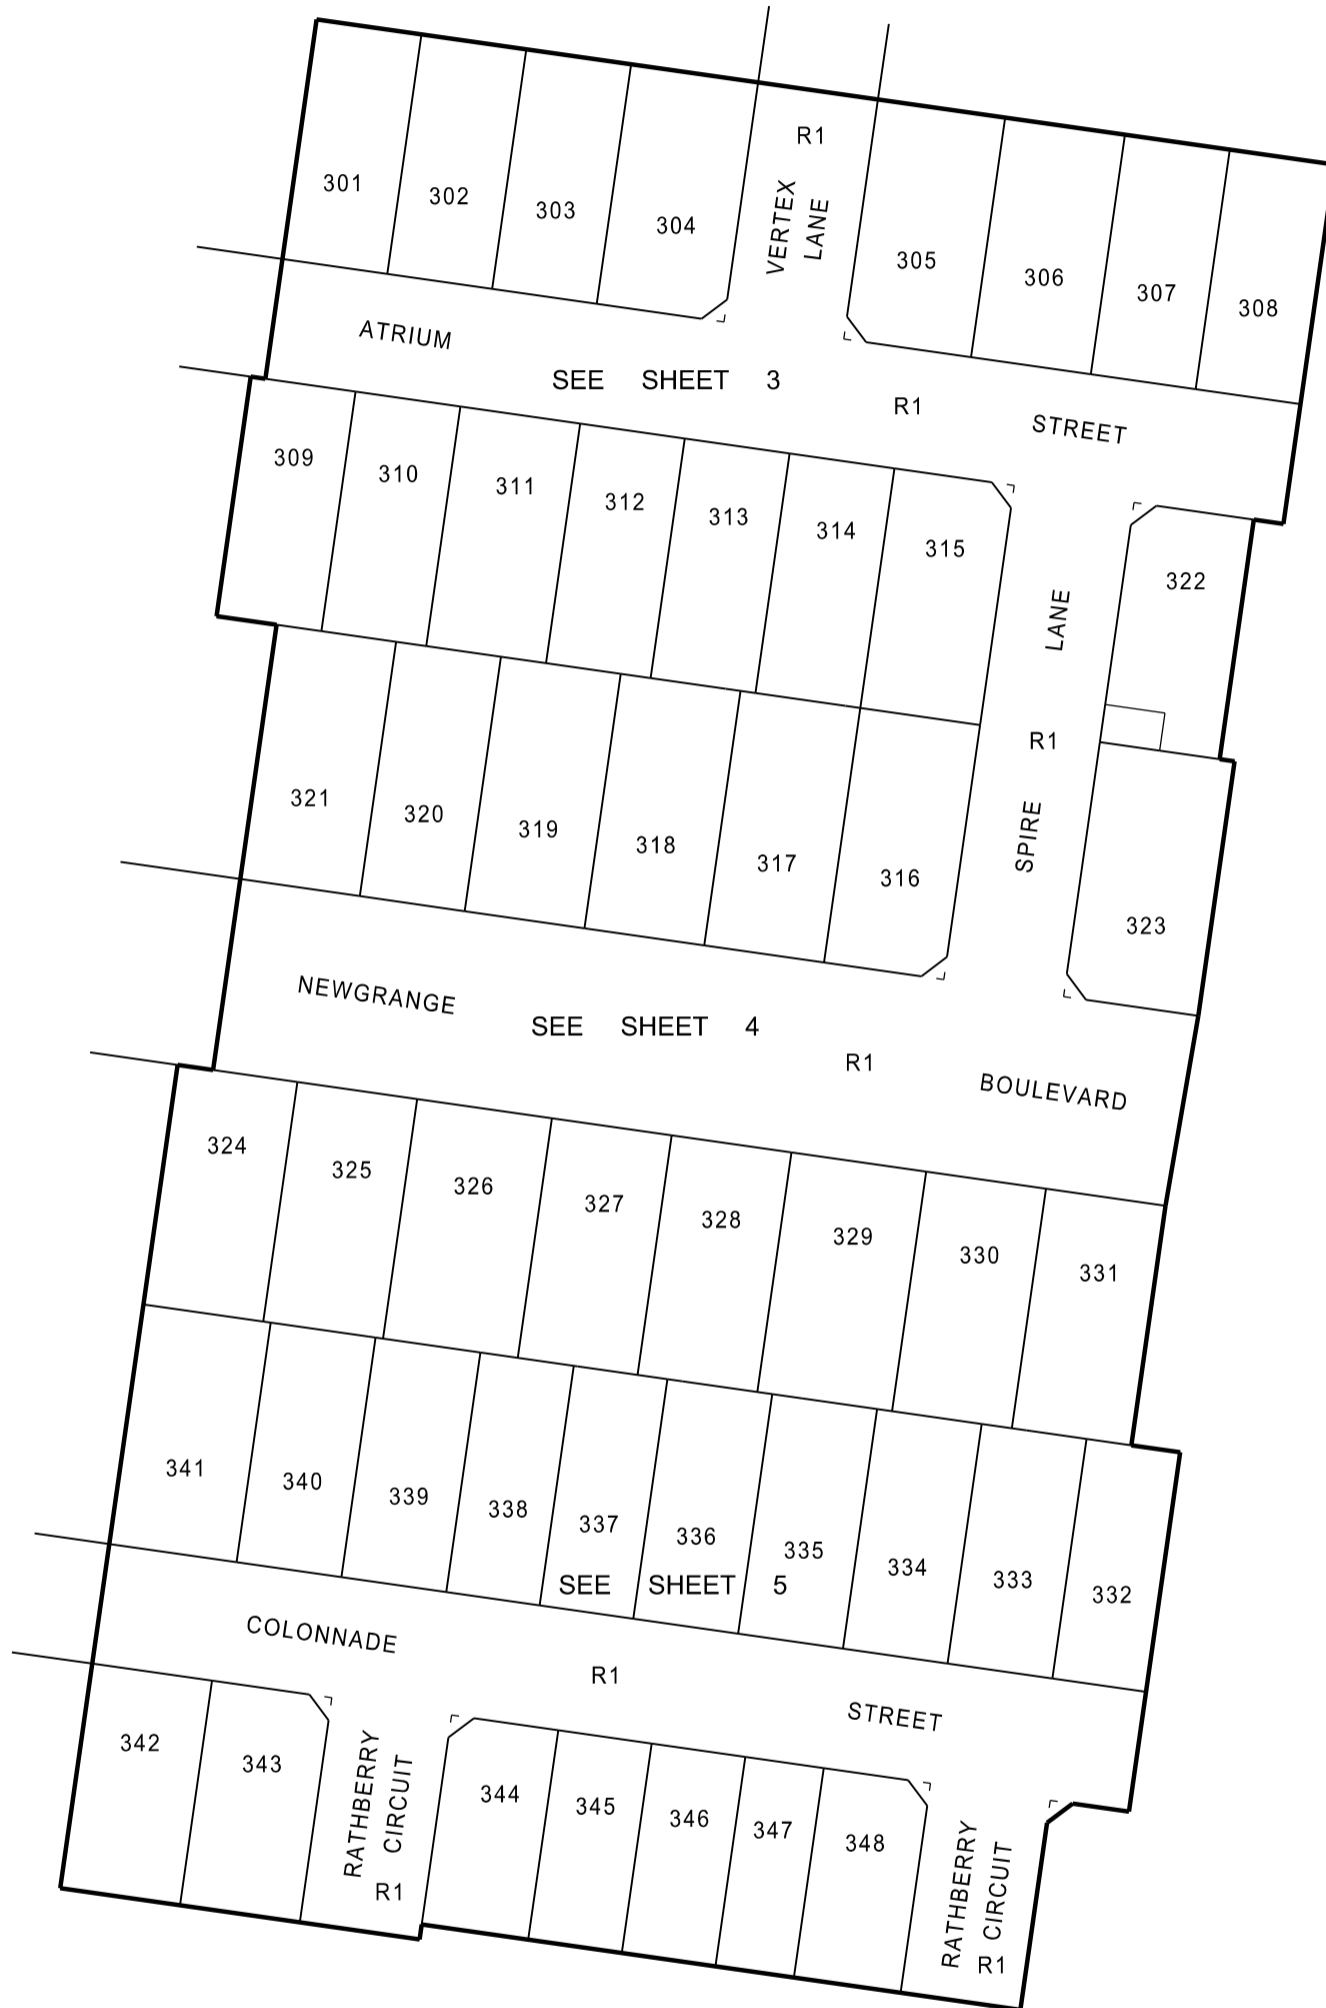 R1
VERTEX
LANE
301
302
303
304
305
306
307
308
ATRIUM
SEE SHEET 3
R1
STREET
309
310
311
312
313
314
315
322
LANE
R1
SPIRE
321
320
319
318
317
316
323
NEWGRANGE
SEE SHEET 4
R1
BOULEVARD
324
325
326
327
328
329
330
331
341
340
339
338
337
336
335
334
333
332
SEE SHEET 5
COLONNADE
R1
STREET
342
343
RATHBERRY
CIRCUIT
R1
344
345
346
347
348
RATHBERRY
CIRCUIT
R1